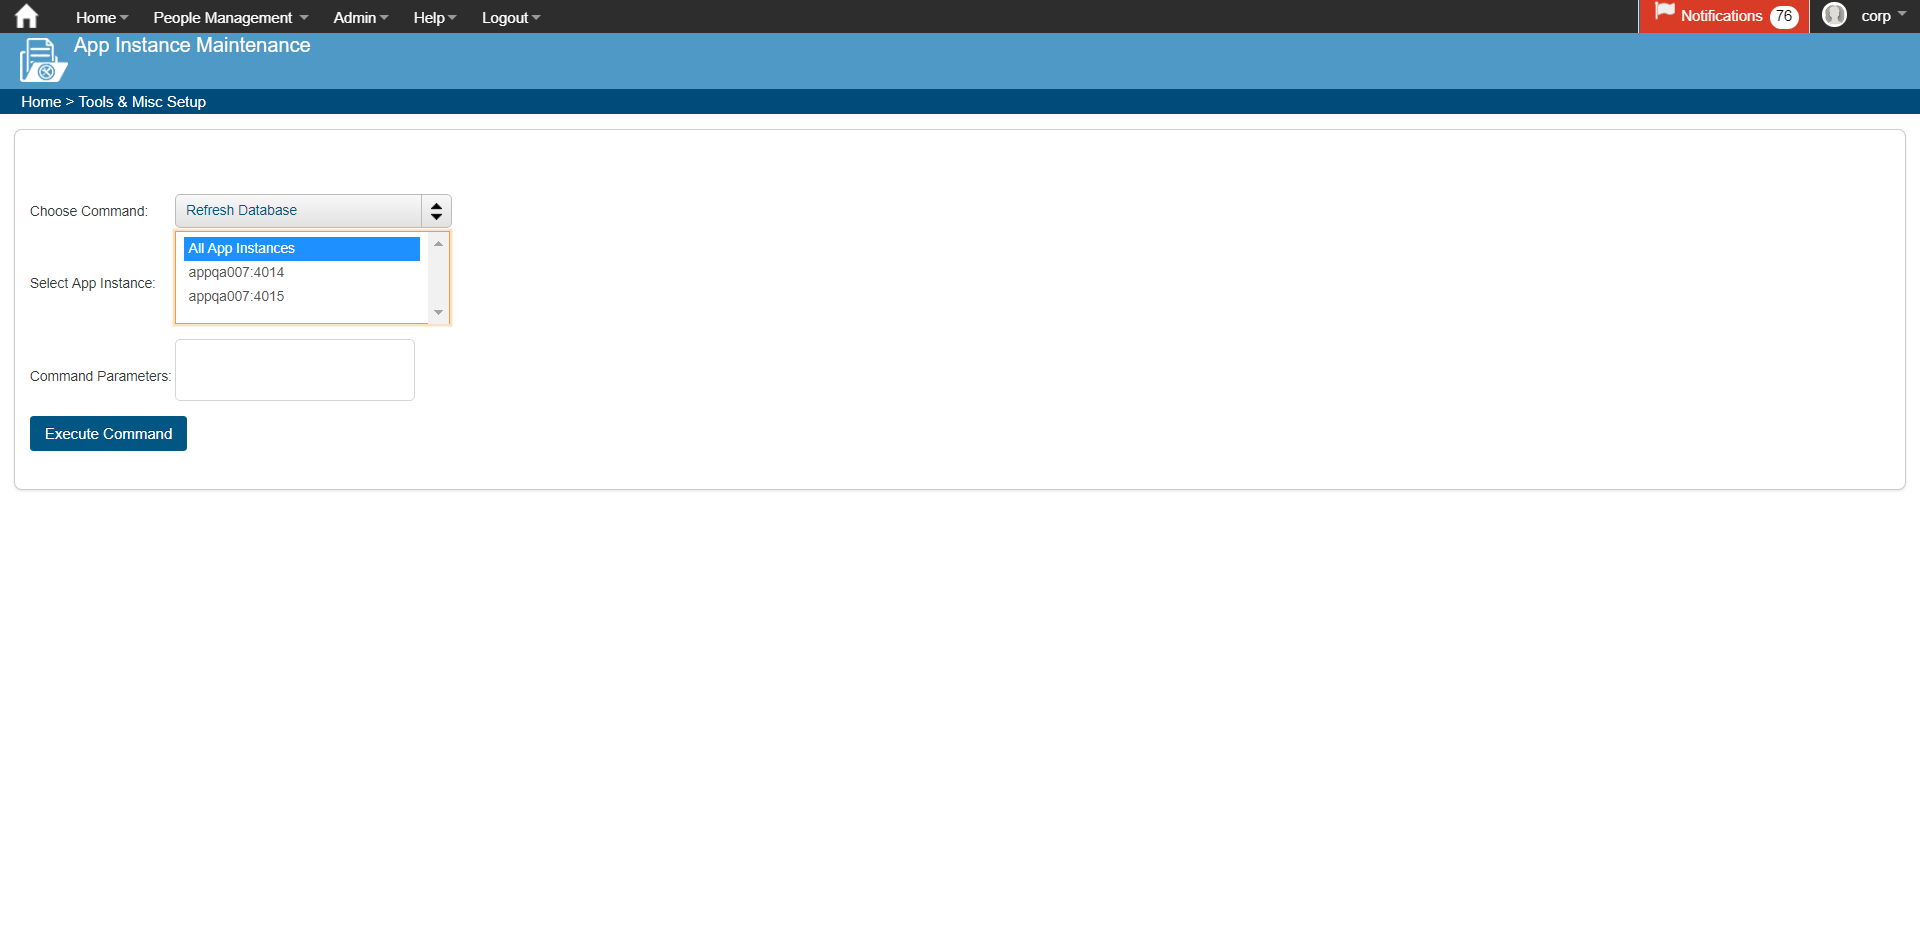 Home People Management Admin Help Logout Notifications 76 corp
App Instance Maintenance
Home > Tools & Misc Setup
Choose Command: Refresh Database
All App Instances
appqa007:4014
Select App Instance:
appqa007:4015
Command Parameters:
Execute Command